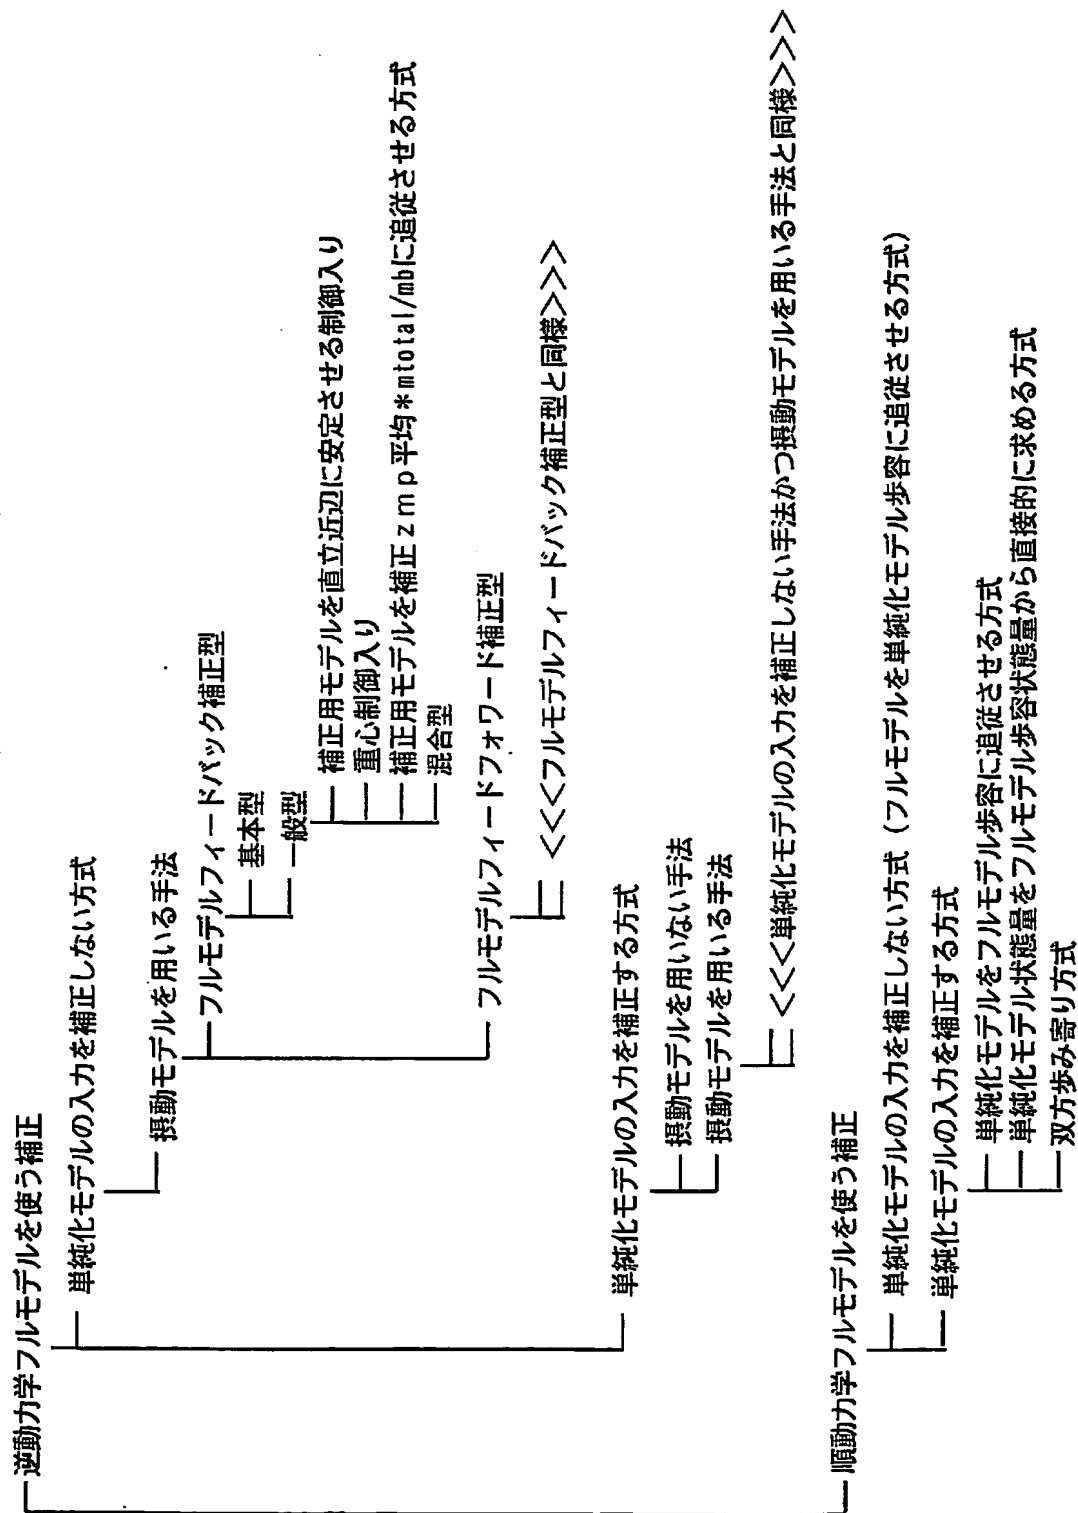 逆動力学フルモデルを使う補正
単純化モデルの入力を補正しない方式
摂動モデルを用いる手法
フルモデルフィードバック補正型
基本型
一般型
補正用モデルを直立近辺に安定させる制御入り
重心制御入り
補正用モデルを補正zmp平均*mtotal/mbに追従させる方式
混合型
フルモデルフィードフォワード補正型
<<<フルモデルフィードバック補正型と同様>>>
単純化モデルの入力を補正する方式
摂動モデルを用いない手法
摂動モデルを用いる手法
<<<単純化モデルの入力を補正しない手法かつ摂動モデルを用いる手法と同様>>>
順動力学フルモデルを使う補正
単純化モデルの入力を補正しない方式(フルモデルを単純化モデル歩容に追従させる方式)
単純化モデルの入力を補正する方式
単純化モデルをフルモデル歩容に追従させる方式
単純化モデル状態量をフルモデル歩容状態量から直接的に求める方式
双方歩み寄り方式